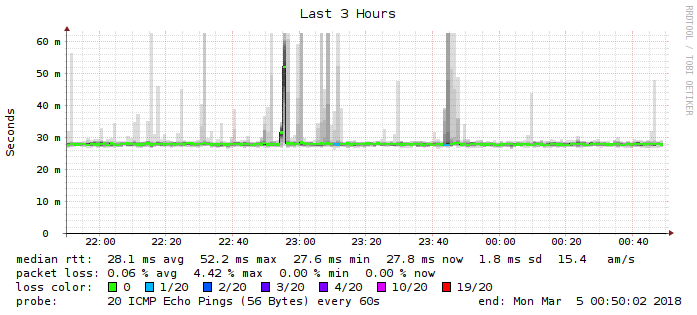 Last 3 Hours
RRDTOOL / TOBI OETIKER
Seconds
60 m
50 m
40 m
30 m
20 m
10 m
0
22:00 22:20 22:40 23:00 23:20 23:40 00:00 00:20 00:40
median rtt: 28.1 ms avg 52.2 ms max 27.6 ms min 27.8 ms now 1.8 ms sd 15.4 am/s
packet loss: 0.06 % avg 4.42 % max 0.00 % min 0.00 % now
loss color: 0 1/20 2/20 3/20 4/20 10/20 19/20
probe: 20 ICMP Echo Pings (56 Bytes) every 60s end: Mon Mar 5 00:50:02 2018